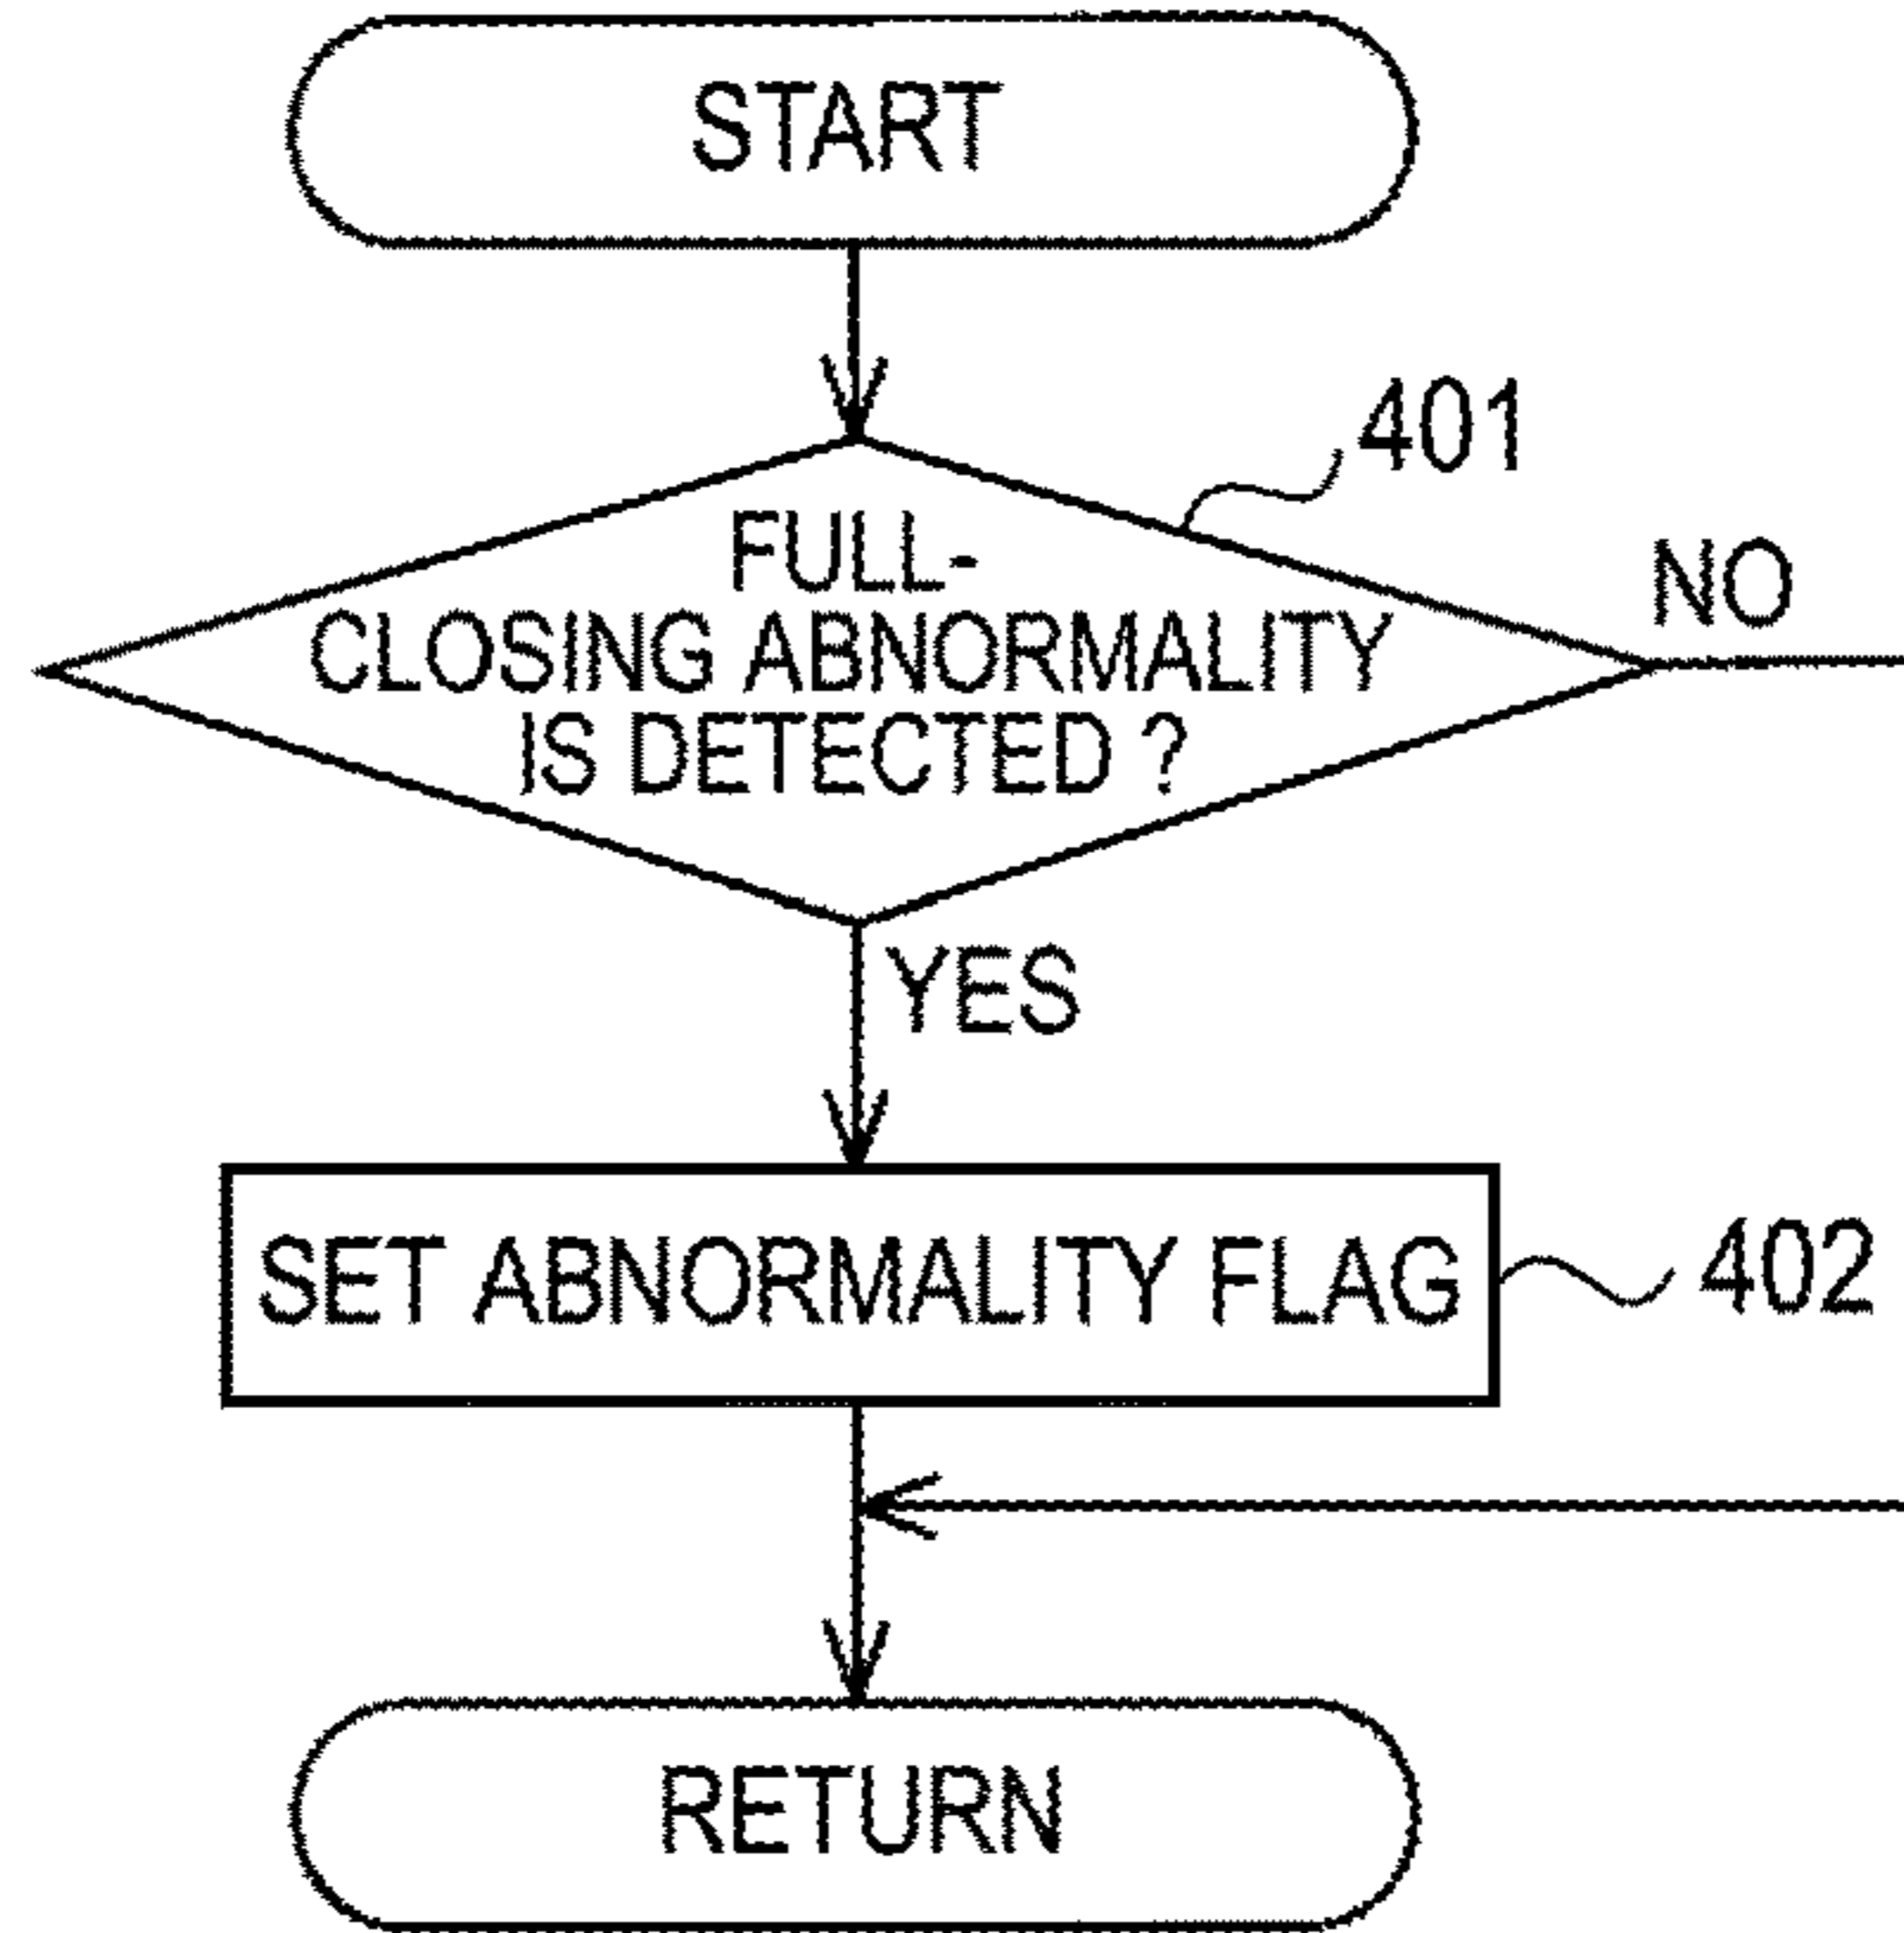 START
401
FULL-
CLOSING ABNORMALITY
IS DETECTED ?
NO
YES
SET ABNORMALITY FLAG
402
RETURN